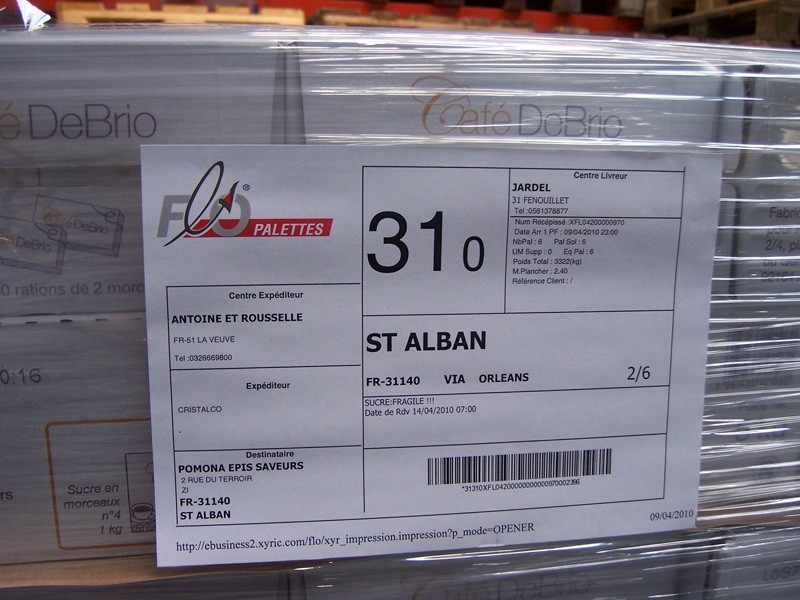 é DeBrio
Café DeBrio
DeBrio
DeBrio
0 rations de 2 morc
0:16
Sucre en
morceaux
n°4
1 kg
FLO ®
PALETTES
Centre Expéditeur
ANTOINE ET ROUSSELLE
FR-51 LA VEUVE
Tel :0326669800
Expéditeur
CRISTALCO
-
Destinataire
POMONA EPIS SAVEURS
2 RUE DU TERROIR
ZI
FR-31140
ST ALBAN
31 0
Centre Livreur
JARDEL
31 FENOUILLET
Tel :0561378877
Num Récépissé :XFL04200000970
Date Arr 1 PF : 09/04/2010 23:00
NbPal : 6 Pal Sol : 6
UM Supp : 0 Eq Pal : 6
Poids Total : 3322(kg)
M.Plancher : 2.40
Référence Client : /
ST ALBAN
FR-31140 VIA ORLEANS 2/6
SUCRE:FRAGILE !!!
Date de Rdv 14/04/2010 07:00
http://ebusiness2.xyric.com/flo/xyr_impression.impression?p_mode=OPENER
09/04/2010